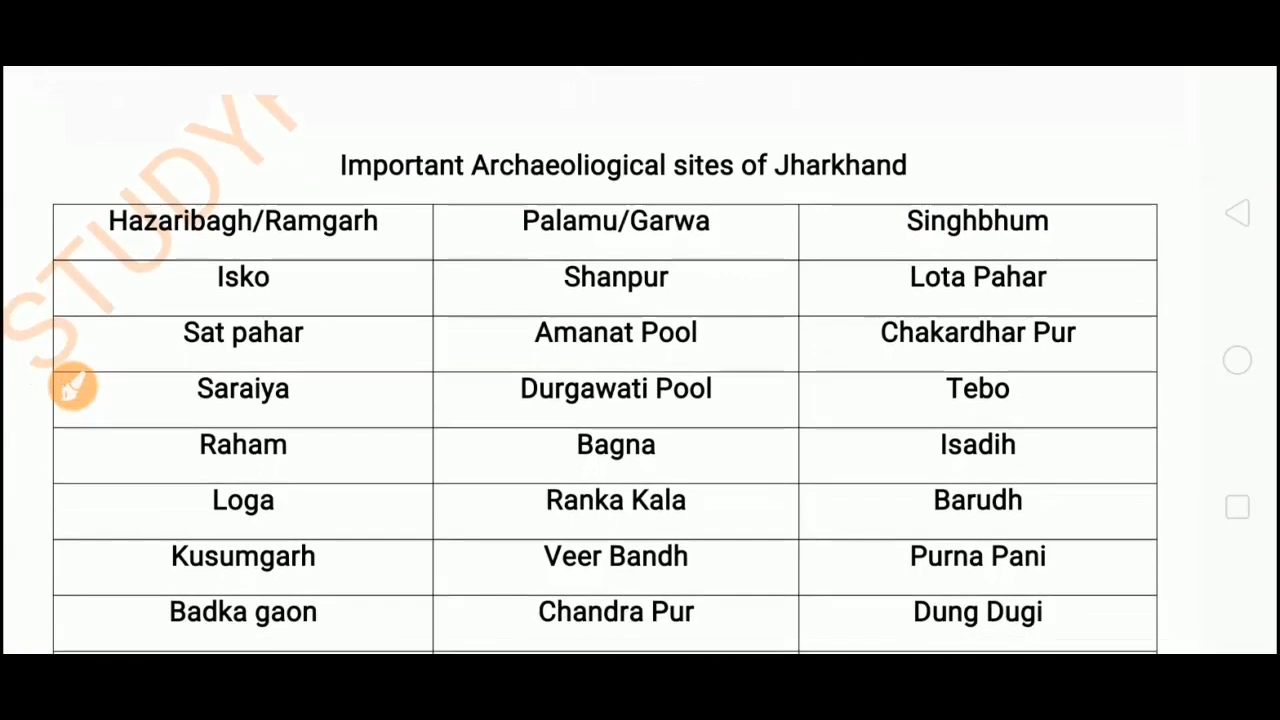 STUDY
Important Archaeoliogical sites of Jharkhand
Hazaribagh/Ramgarh Palamu/Garwa Singhbhum
Isko Shanpur Lota Pahar
Sat pahar Amanat Pool Chakardhar Pur
Saraiya Durgawati Pool Tebo
Raham Bagna Isadih
Loga Ranka Kala Barudh
Kusumgarh Veer Bandh Purna Pani
Badka gaon Chandra Pur Dung Dugi